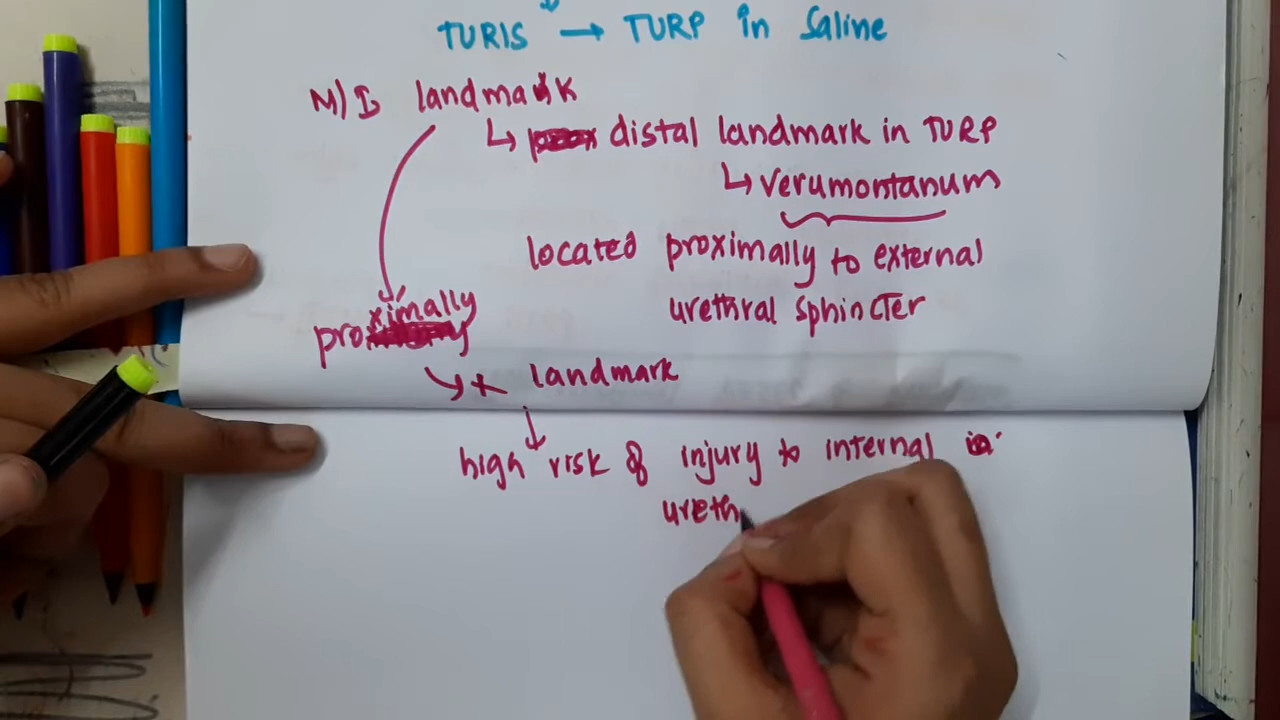 TURIS → TURP in Saline
M/I landmark
↳ distal landmark in TURP
↳ verumontanum
located proximally to external
urethral sphincter
proximally
↘ x landmark
↓
high risk of injury to internal
ureth